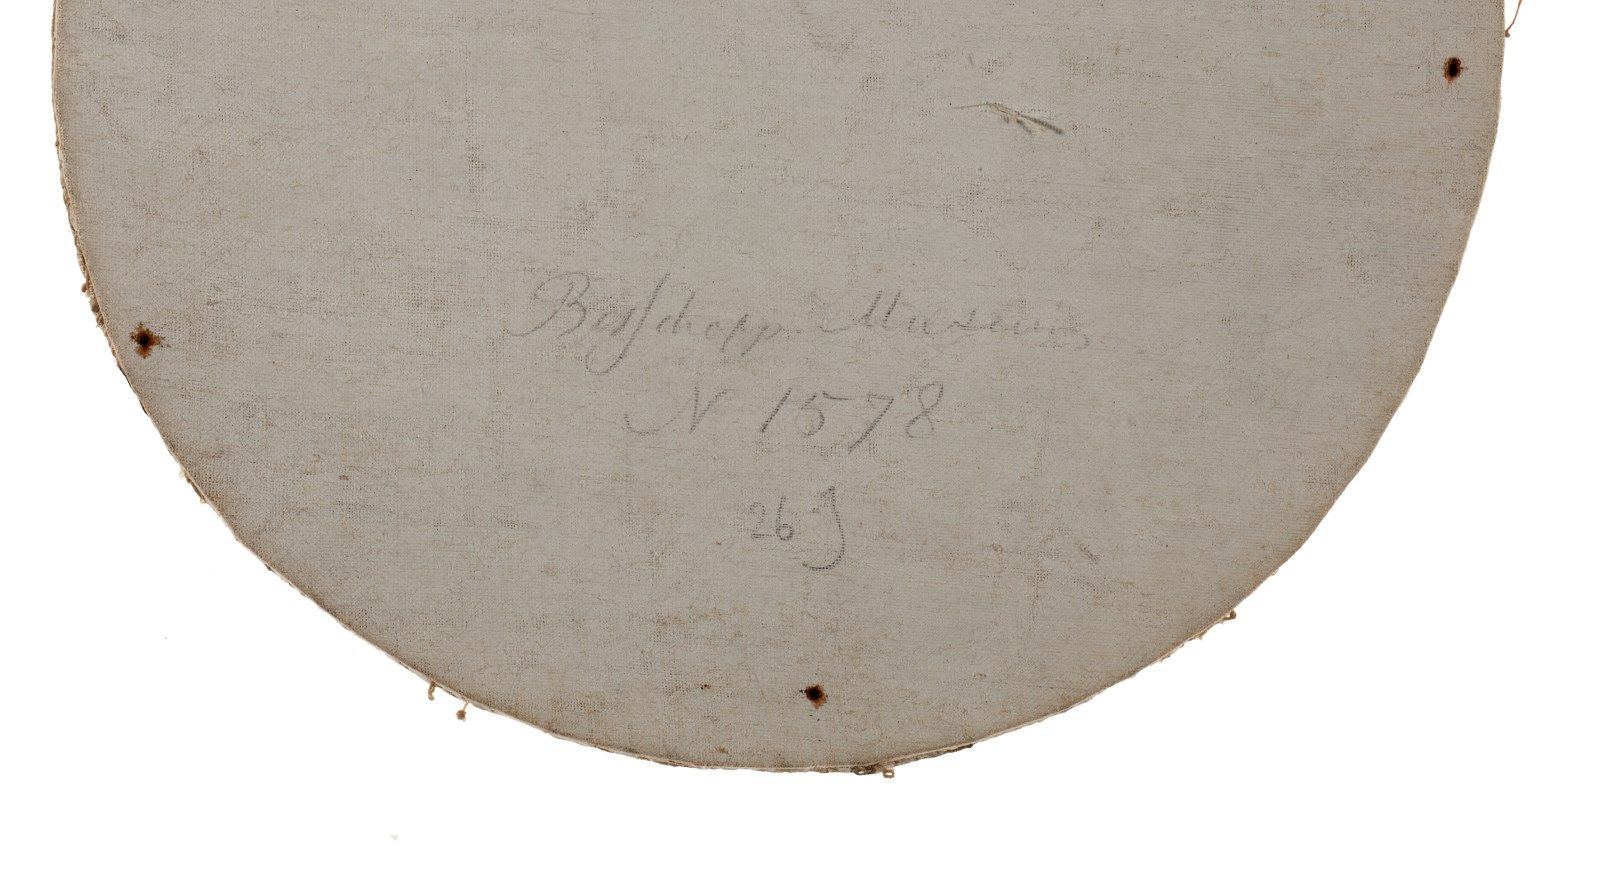 Bisschopp. Museum
N 1578
26 J